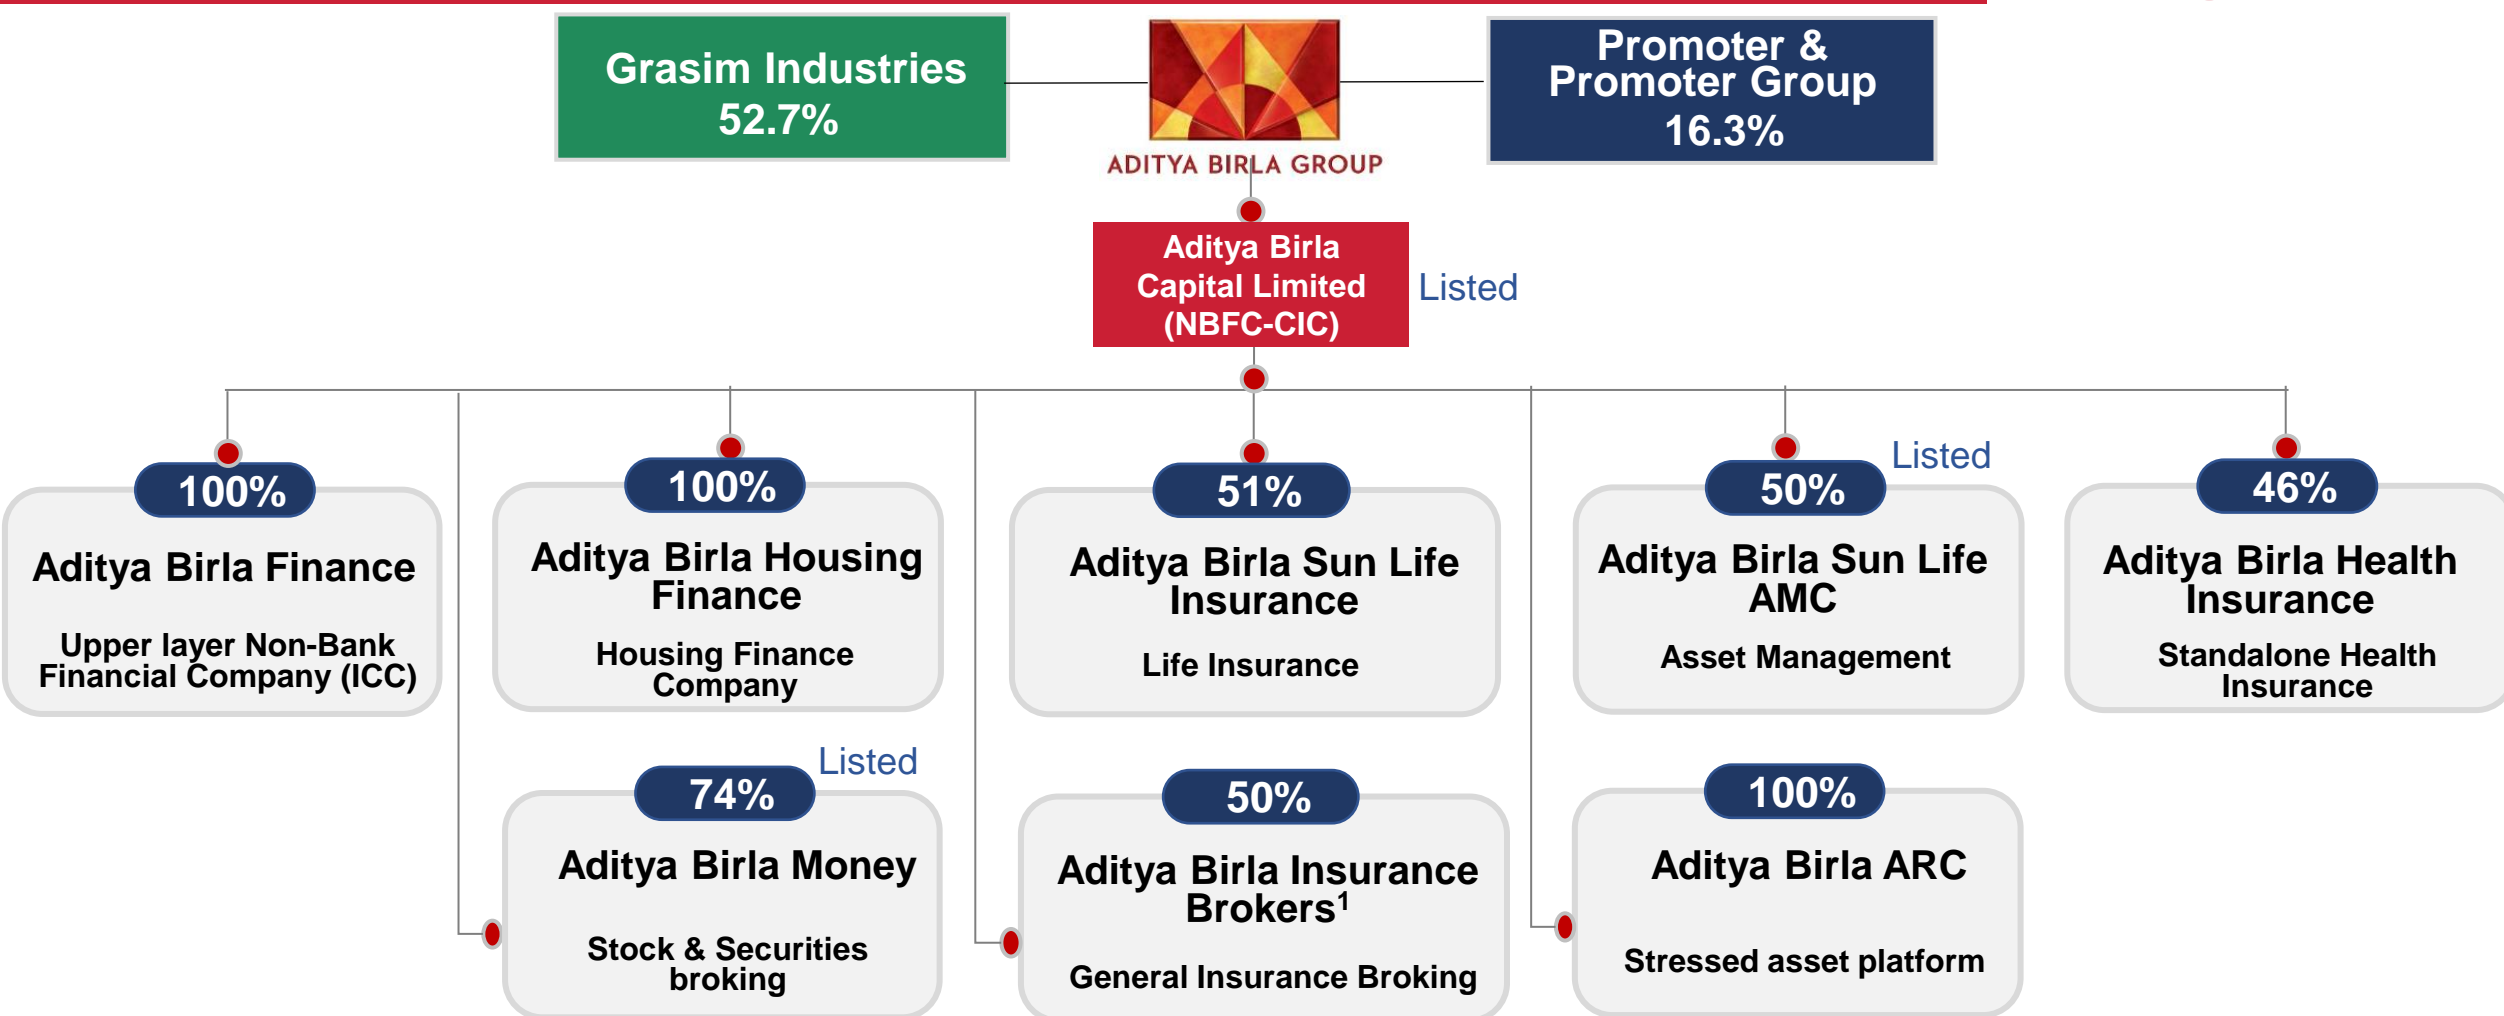 Grasim Industries
52.7%
ADITYA BIRLA GROUP
Promoter &
Promoter Group
16.3%
Aditya Birla
Capital Limited
(NBFC-CIC)
Listed
100%
Aditya Birla Finance
Upper layer Non-Bank
Financial Company (ICC)
100%
Aditya Birla Housing
Finance
Housing Finance
Company
51%
Aditya Birla Sun Life
Insurance
Life Insurance
Listed
50%
Aditya Birla Sun Life
AMC
Asset Management
46%
Aditya Birla Health
Insurance
Standalone Health
Insurance
Listed
74%
Aditya Birla Money
Stock & Securities
broking
50%
Aditya Birla Insurance
Brokers¹
General Insurance Broking
100%
Aditya Birla ARC
Stressed asset platform